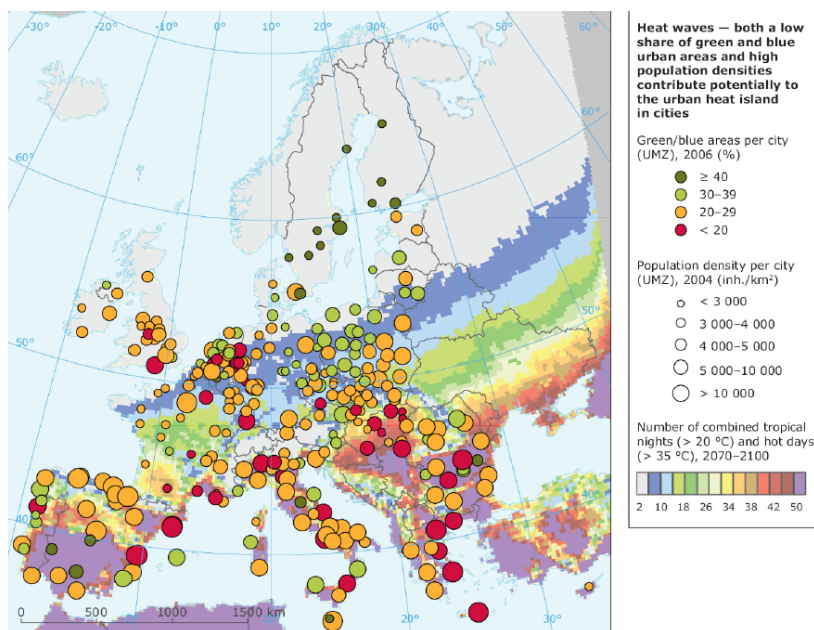 -30° -20° -10° 0° 10° 20° 30° 40° 50° 60°
60°
60°
50°
50°
40°
40°
0 500 1000 1500 km
0° 10° 20° 30°
Heat waves — both a low
share of green and blue
urban areas and high
population densities
contribute potentially to
the urban heat island
in cities
Green/blue areas per city
(UMZ), 2006 (%)
≥ 40
30–39
20–29
< 20
Population density per city
(UMZ), 2004 (inh./km²)
< 3 000
3 000–4 000
4 000–5 000
5 000–10 000
> 10 000
Number of combined tropical
nights (> 20 °C) and hot days
(> 35 °C), 2070–2100
2 10 18 26 34 38 42 50